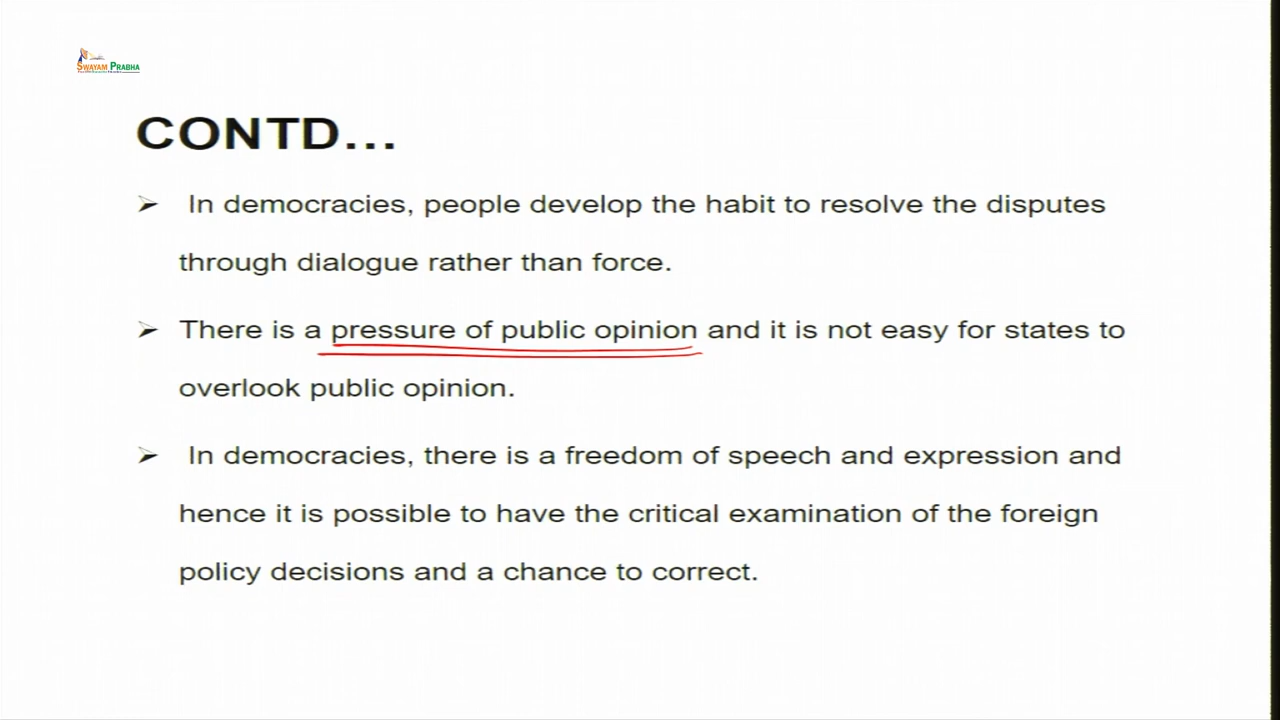 SWAYAM PRABHA
CONTD...
➢ In democracies, people develop the habit to resolve the disputes
through dialogue rather than force.
➢ There is a pressure of public opinion and it is not easy for states to
overlook public opinion.
➢ In democracies, there is a freedom of speech and expression and
hence it is possible to have the critical examination of the foreign
policy decisions and a chance to correct.